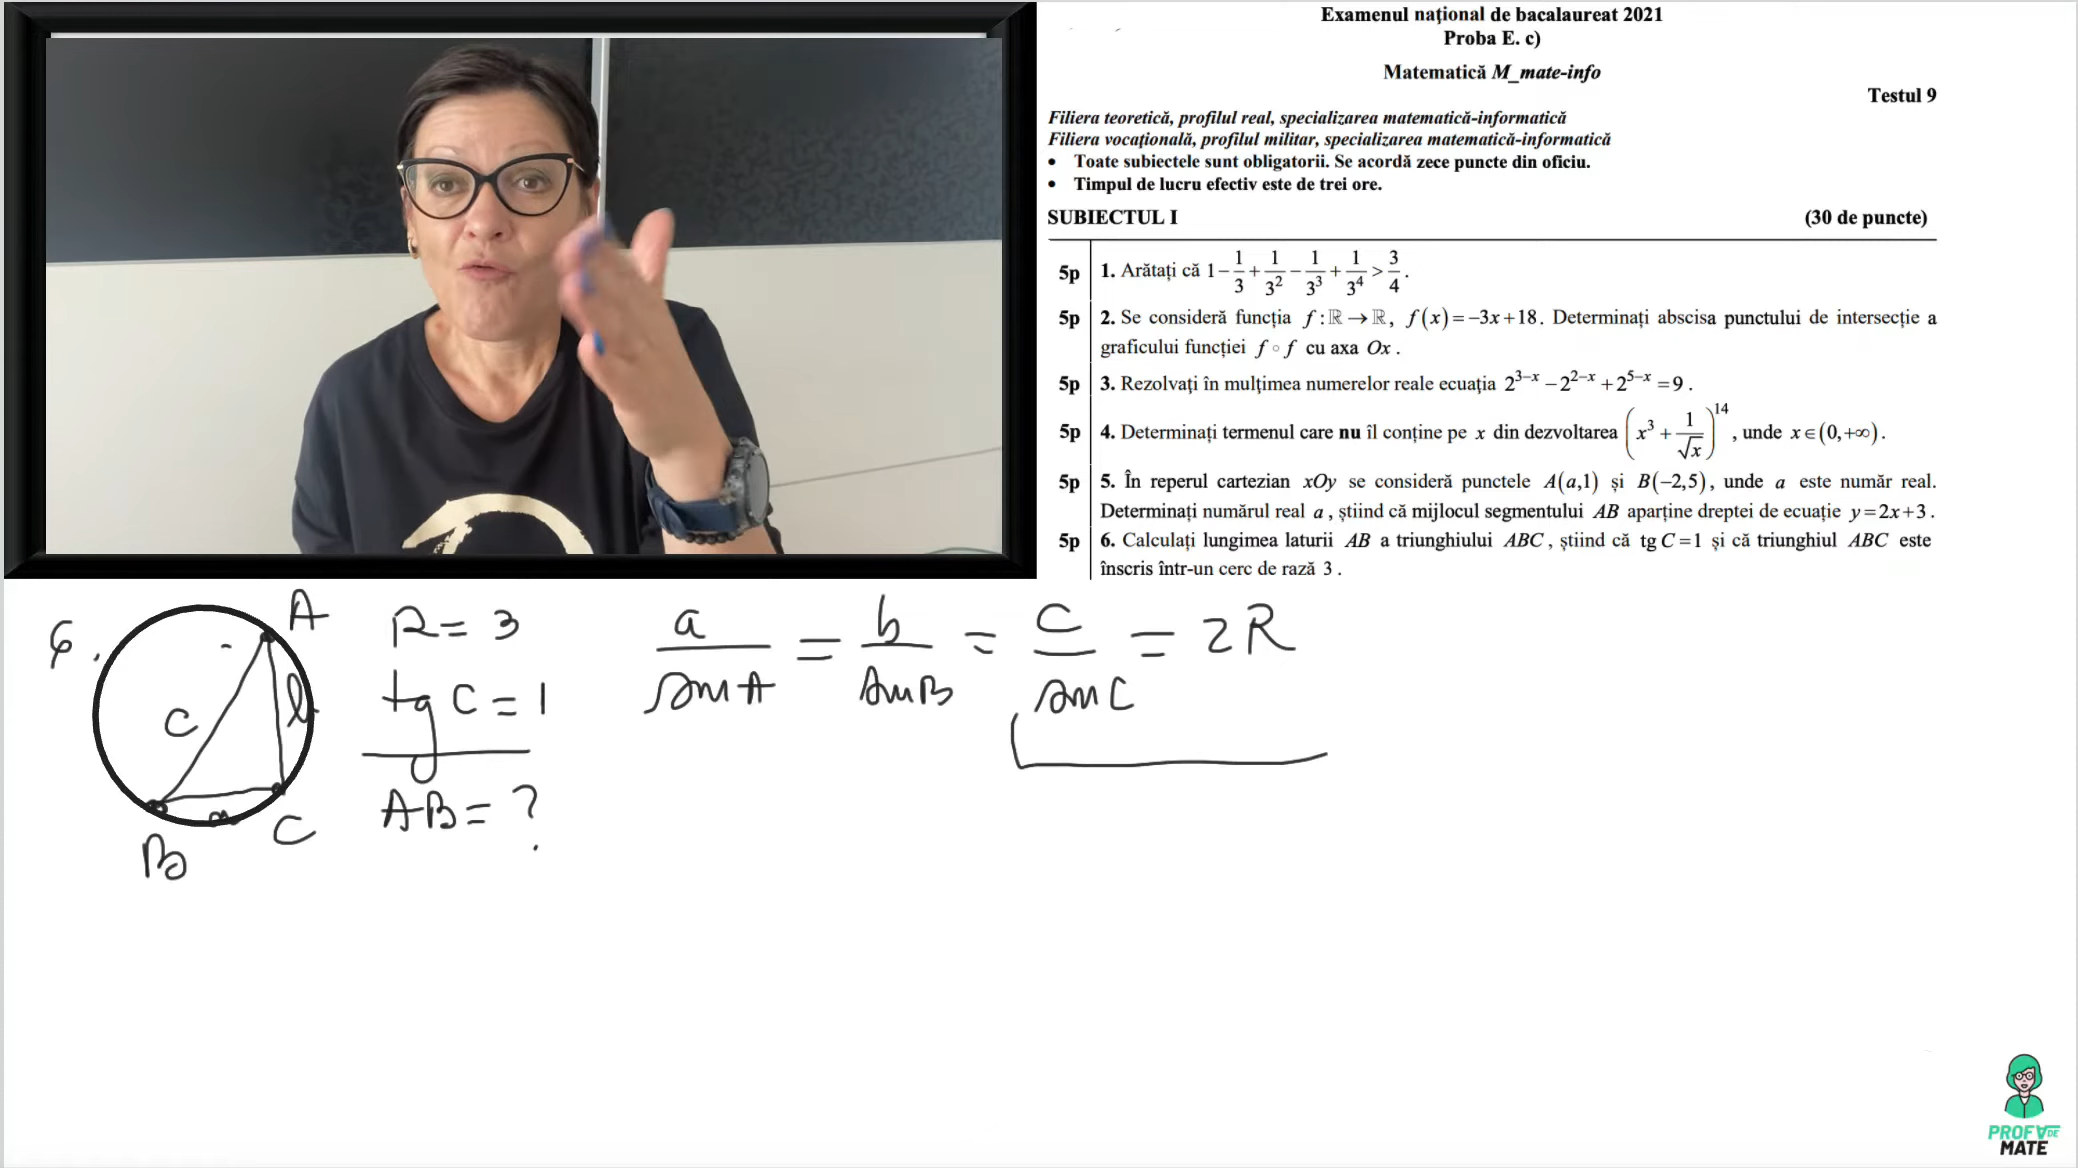 Examenul național de bacalaureat 2021
Proba E. c)
Matematică M_mate-info
Testul 9
Filiera teoretică, profilul real, specializarea matematică-informatică
Filiera vocațională, profilul militar, specializarea matematică-informatică
• Toate subiectele sunt obligatorii. Se acordă zece puncte din oficiu.
• Timpul de lucru efectiv este de trei ore.
SUBIECTUL I (30 de puncte)
5p 1. Arătați că 1 - 1/3 + 1/3² - 1/3³ + 1/3⁴ > 3/4 .
5p 2. Se consideră funcția f : ℝ → ℝ, f(x) = −3x + 18 . Determinați abscisa punctului de intersecție a
graficului funcției f ∘ f cu axa Ox .
5p 3. Rezolvați în mulțimea numerelor reale ecuația 2^(3−x) − 2^(2−x) + 2^(5−x) = 9 .
5p 4. Determinați termenul care nu îl conține pe x din dezvoltarea (x³ + 1/√x)^14 , unde x ∈ (0,+∞) .
5p 5. În reperul cartezian xOy se consideră punctele A(a,1) și B(−2,5), unde a este număr real.
Determinați numărul real a , știind că mijlocul segmentului AB aparține dreptei de ecuație y = 2x + 3 .
5p 6. Calculați lungimea laturii AB a triunghiului ABC , știind că tg C = 1 și că triunghiul ABC este
înscris într-un cerc de rază 3 .
6.
A
c
b
B
a
C
R = 3
tg C = 1
AB = ?
a/sin A = b/sin B = c/sin C = 2R
PROFA DE
MATE